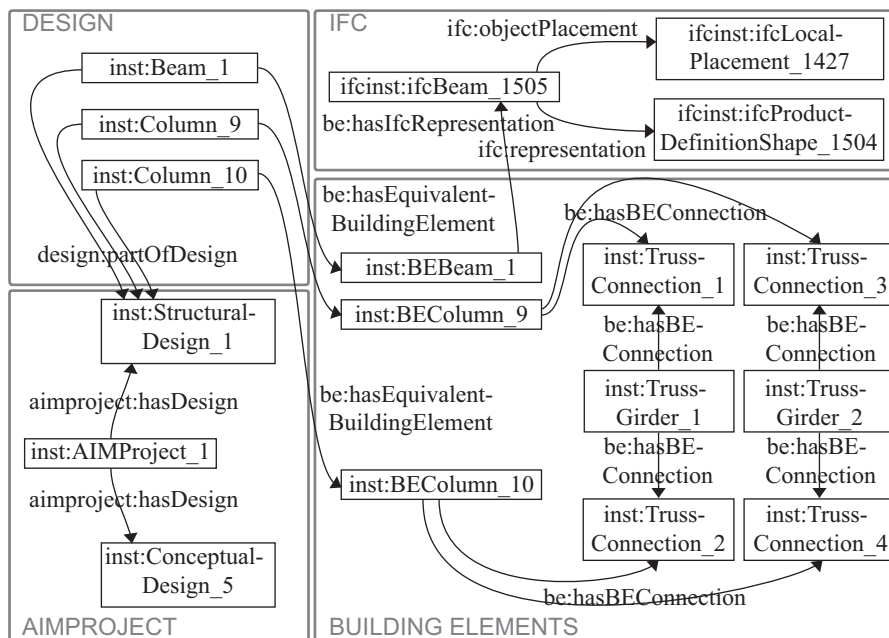 DESIGN
inst:Beam_1
inst:Column_9
inst:Column_10
design:partOfDesign
IFC
ifc:objectPlacement
ifcinst:ifcLocal-
Placement_1427
ifcinst:ifcBeam_1505
be:hasIfcRepresentation
ifc:representation
ifcinst:ifcProduct-
DefinitionShape_1504
inst:Structural-
Design_1
aimproject:hasDesign
inst:AIMProject_1
aimproject:hasDesign
inst:Conceptual-
Design_5
AIMPROJECT
be:hasEquivalent-
BuildingElement
be:hasBEConnection
inst:BEBeam_1
inst:BEColumn_9
inst:Truss-
Connection_1
inst:Truss-
Connection_3
be:hasBE-
Connection
be:hasBE-
Connection
be:hasEquivalent-
BuildingElement
inst:Truss-
Girder_1
inst:Truss-
Girder_2
be:hasBE-
Connection
be:hasBE-
Connection
inst:BEColumn_10
inst:Truss-
Connection_2
inst:Truss-
Connection_4
be:hasBEConnection
BUILDING ELEMENTS